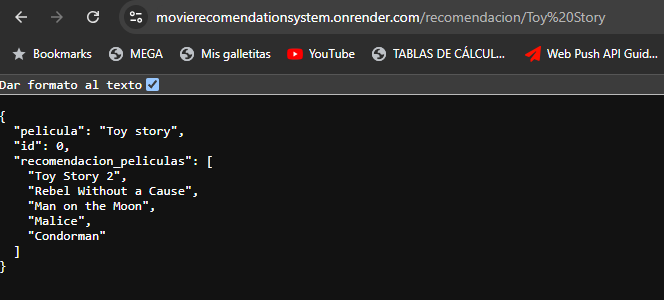 movierecomendationsystem.onrender.com/recomendacion/Toy%20Story
Bookmarks MEGA Mis galletitas YouTube TABLAS DE CÁLCUL... Web Push API Guid...
Dar formato al texto
{
"pelicula": "Toy story",
"id": 0,
"recomendacion_peliculas": [
"Toy Story 2",
"Rebel Without a Cause",
"Man on the Moon",
"Malice",
"Condorman"
]
}